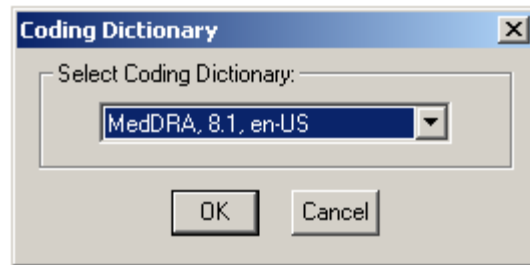 Coding Dictionary
Select Coding Dictionary:
MedDRA, 8.1, en-US
OK Cancel